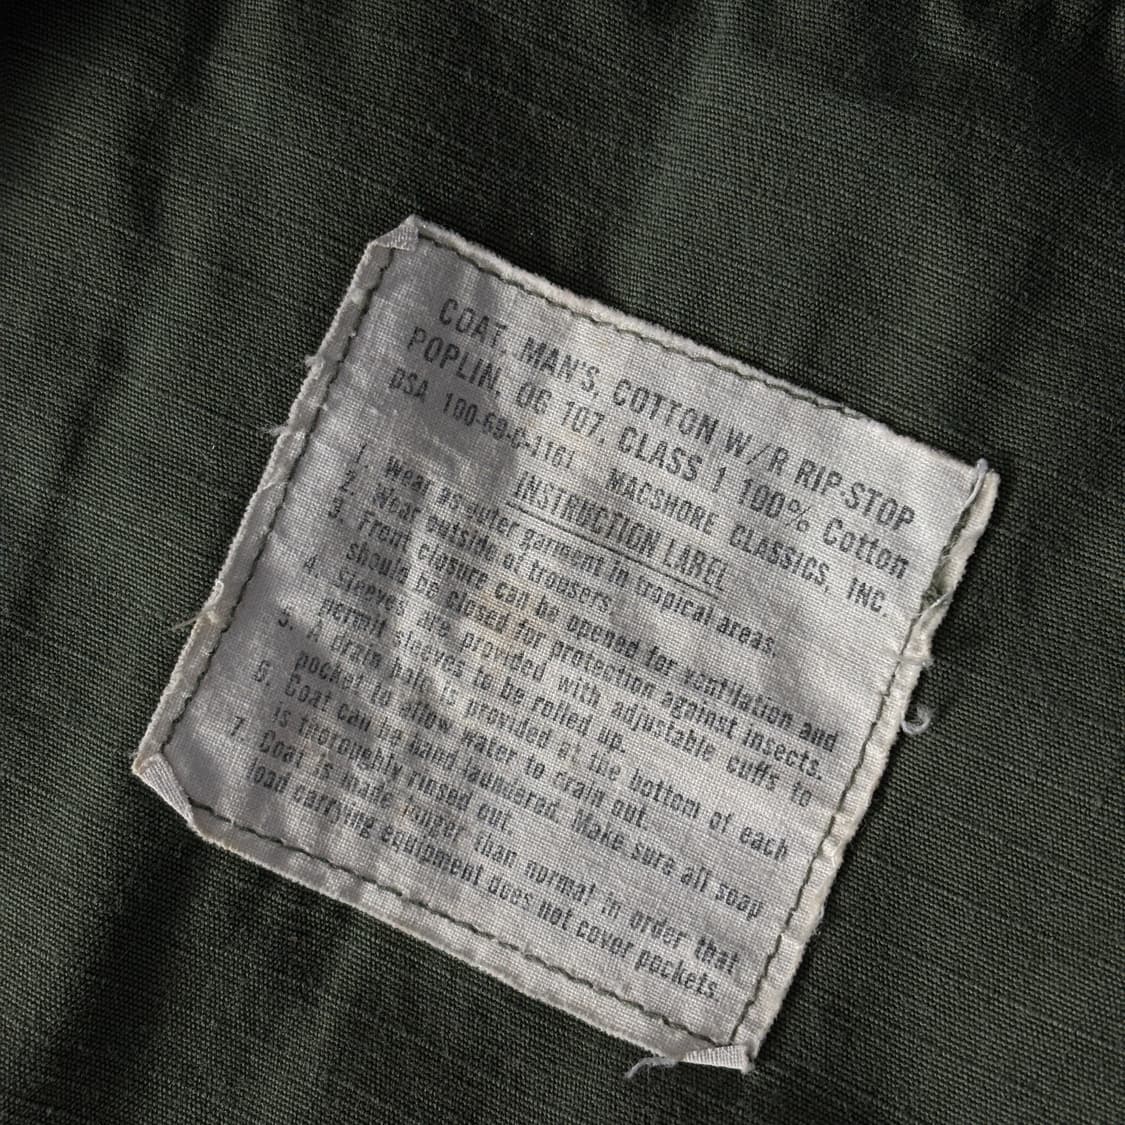 COAT, MAN'S, COTTON W/R RIP-STOP
POPLIN, OG 107, CLASS 1 100% Cotton
DSA 100-69-C-1161 MACSHORE CLASSICS, INC.
INSTRUCTION LABEL
1. Wear as outer garment in tropical areas.
2. Wear outside of trousers.
3. Front closure can be opened for ventilation and
should be closed for protection against insects.
4. Sleeves are provided with adjustable cuffs to
permit sleeves to be rolled up.
5. A drain hole is provided at the bottom of each
pocket to allow water to drain out.
6. Coat can be hand laundered. Make sure all soap
is thoroughly rinsed out.
7. Coat is made longer than normal in order that
load carrying equipment does not cover pockets.